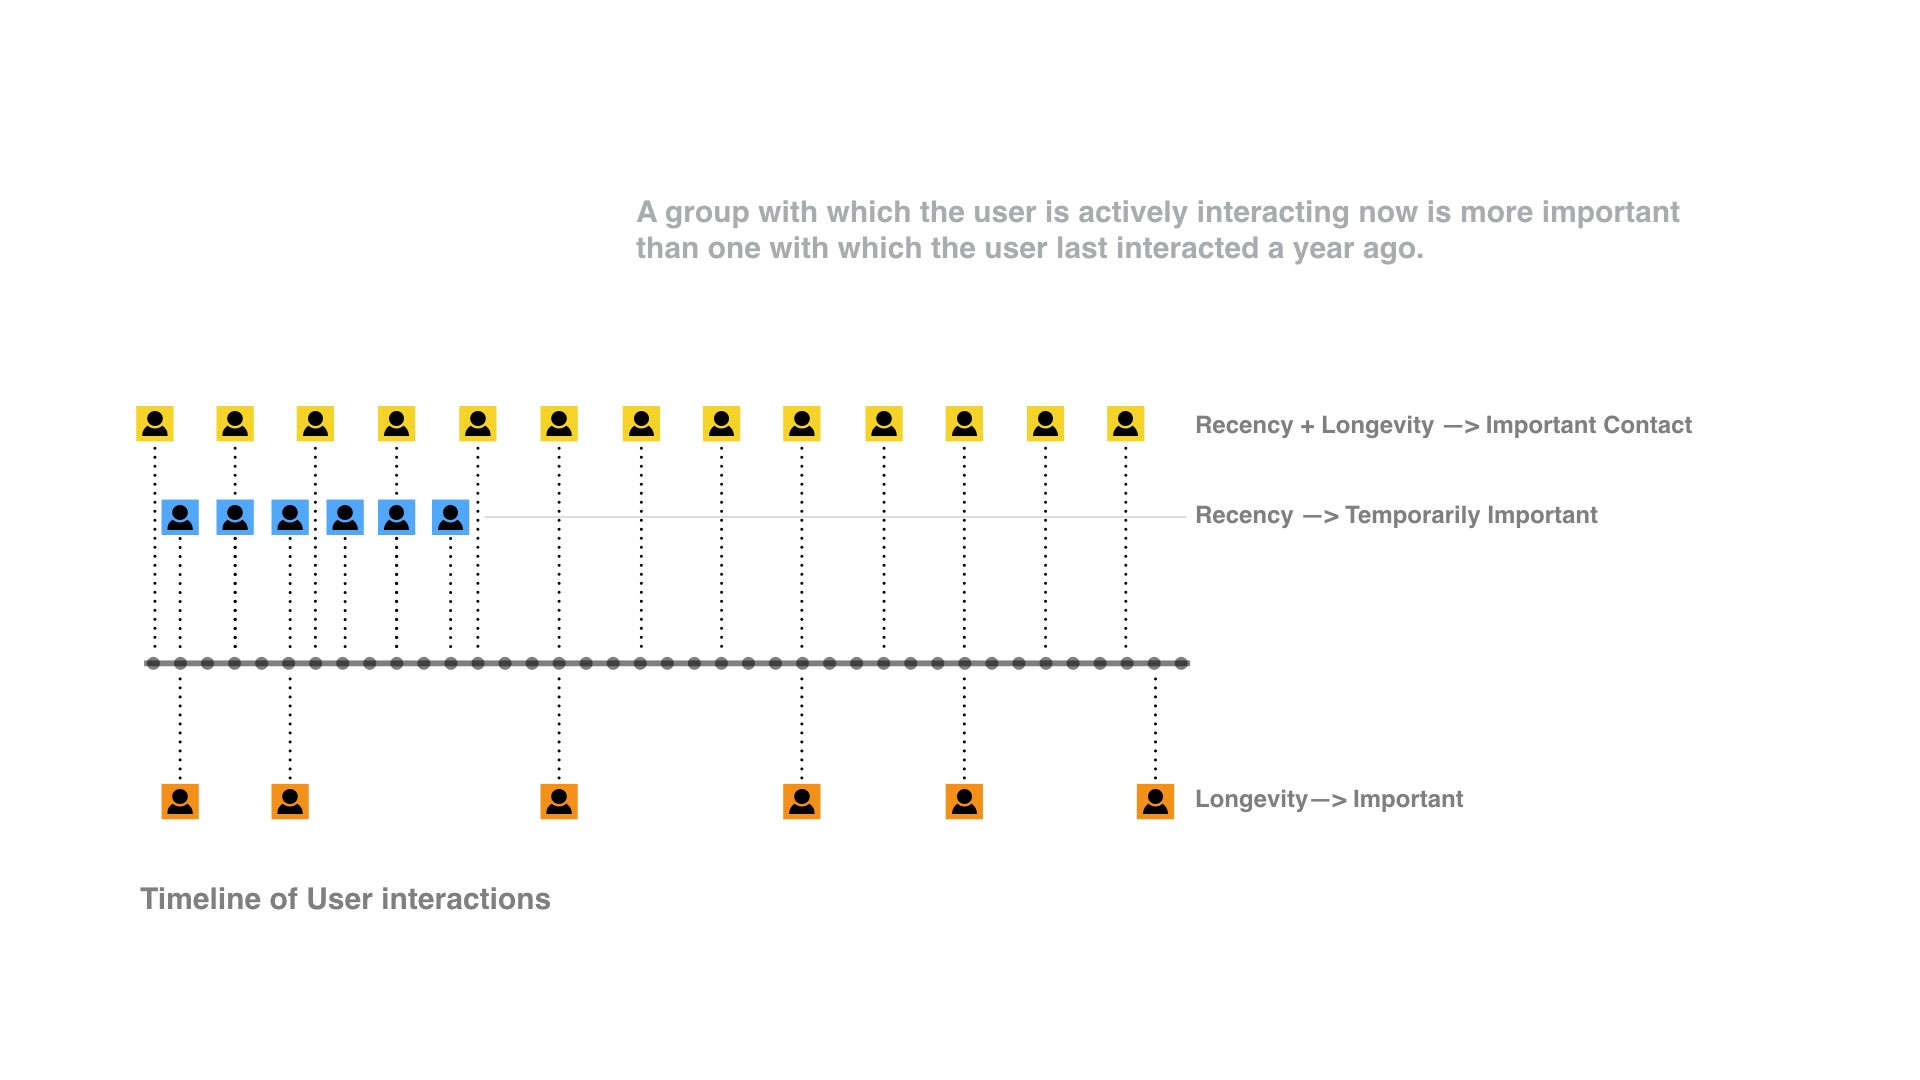 A group with which the user is actively interacting now is more important
than one with which the user last interacted a year ago.
Recency + Longevity —> Important Contact
Recency —> Temporarily Important
Longevity—> Important
Timeline of User interactions